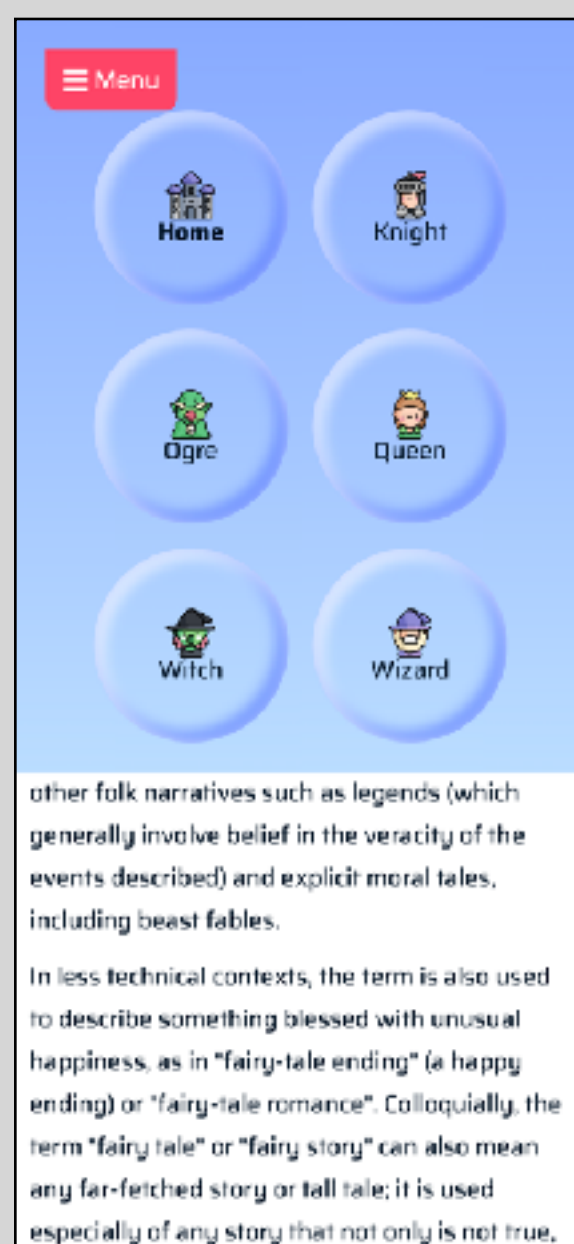 Menu
Home
Knight
Ogre
Queen
Witch
Wizard
other folk narratives such as legends (which
generally involve belief in the veracity of the
events described) and explicit moral tales,
including beast fables.
In less technical contexts, the term is also used
to describe something blessed with unusual
happiness, as in "fairy-tale ending" (a happy
ending) or "fairy-tale romance". Colloquially, the
term "fairy tale" or "fairy story" can also mean
any far-fetched story or tall tale; it is used
especially of any story that not only is not true,